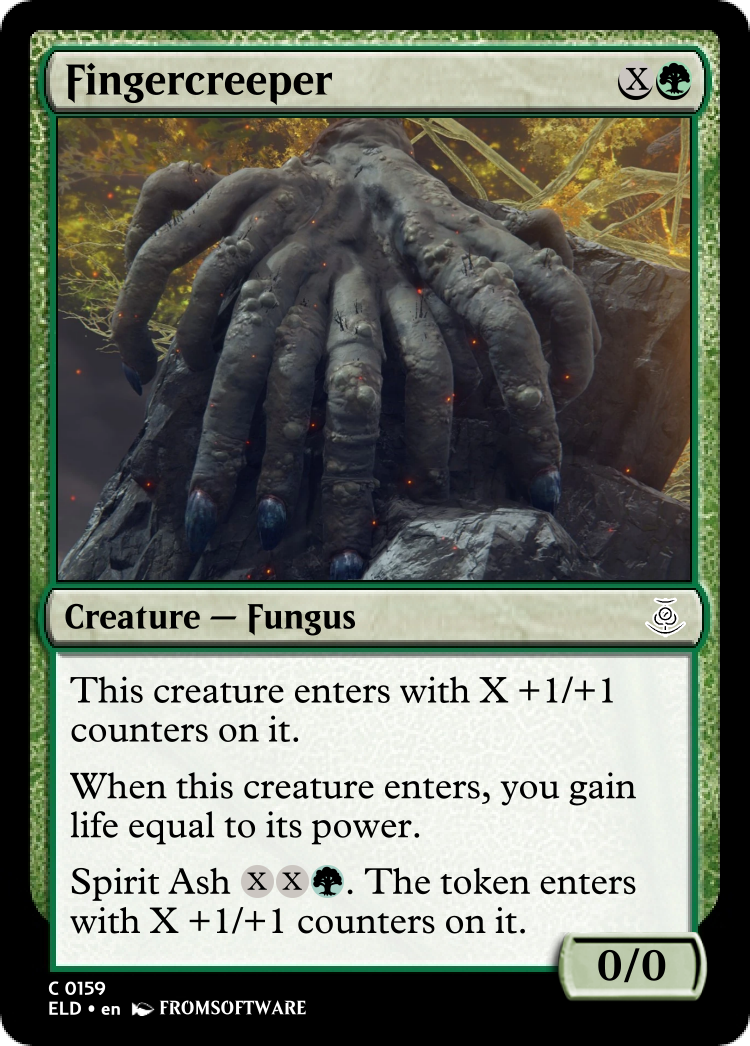 Fingercreeper X
Creature — Fungus
This creature enters with X +1/+1
counters on it.
When this creature enters, you gain
life equal to its power.
Spirit Ash X X . The token enters
with X +1/+1 counters on it.
0/0
C 0159
ELD • en FROMSOFTWARE